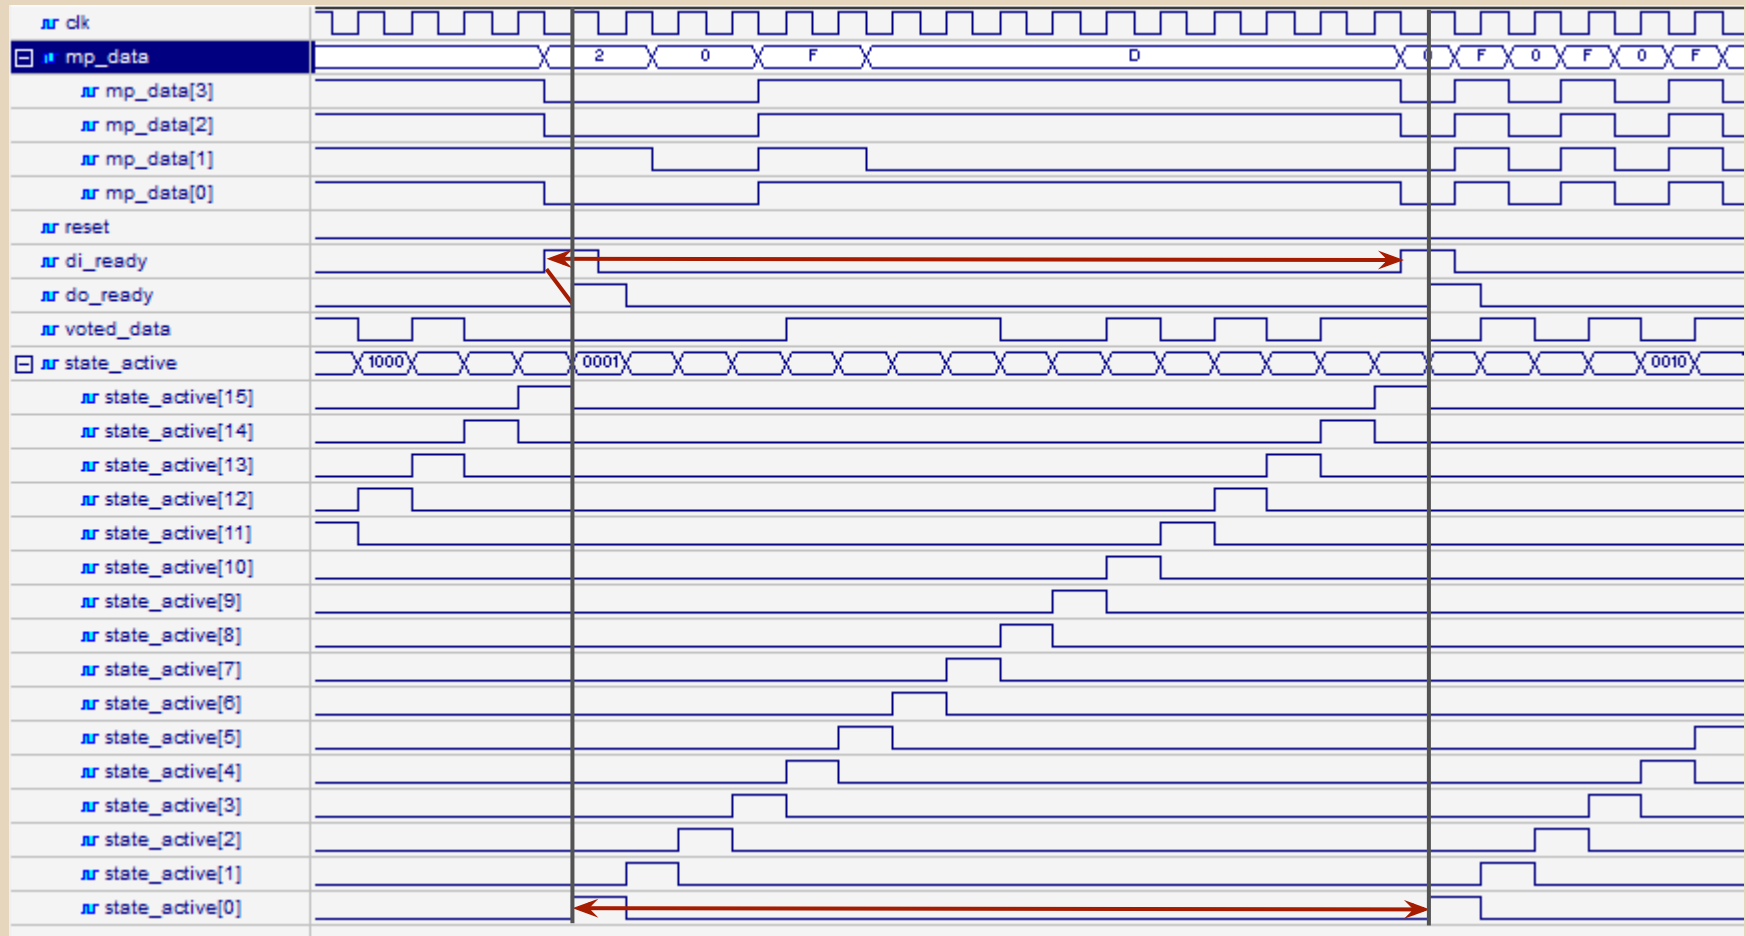 clk
mp_data 2 0 F D 0 F 0 F 0 F
mp_data[3]
mp_data[2]
mp_data[1]
mp_data[0]
reset
di_ready
do_ready
voted_data
state_active 1000 0001 0010
state_active[15]
state_active[14]
state_active[13]
state_active[12]
state_active[11]
state_active[10]
state_active[9]
state_active[8]
state_active[7]
state_active[6]
state_active[5]
state_active[4]
state_active[3]
state_active[2]
state_active[1]
state_active[0]